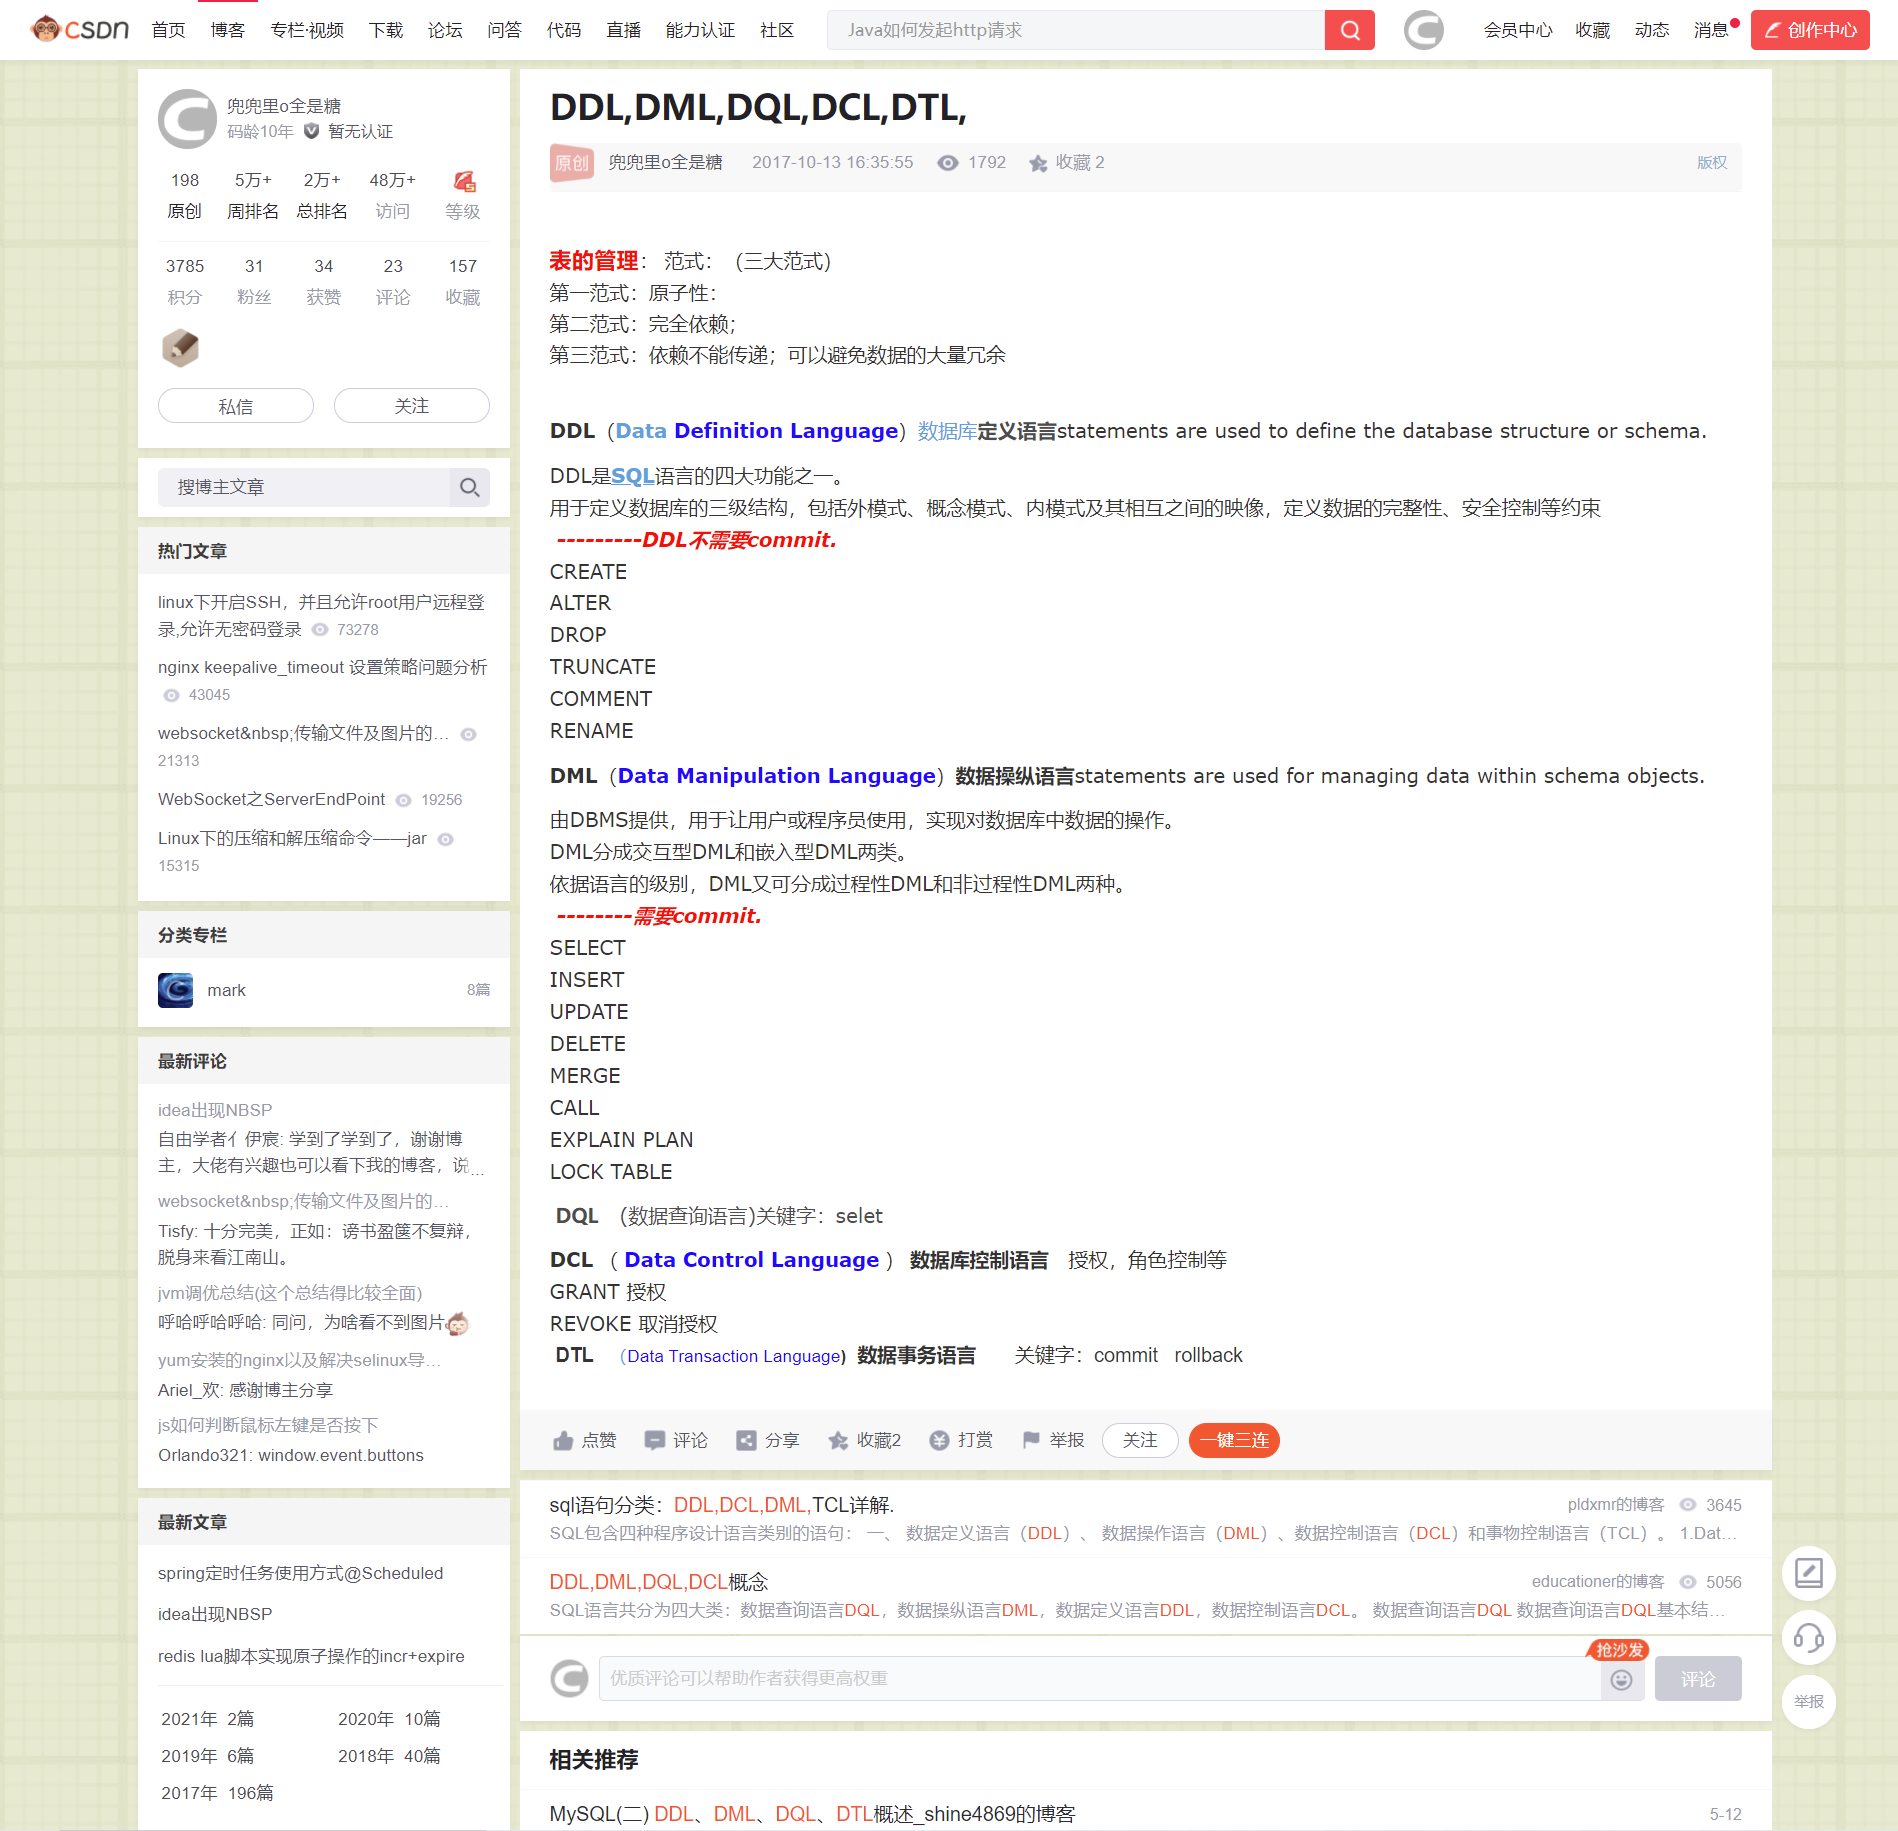 CSDN 首页 博客 专栏·视频 下载 论坛 问答 代码 直播 能力认证 社区 Java如何发起http请求 会员中心 收藏 动态 消息 创作中心
兜兜里o全是糖
码龄10年 暂无认证
198 5万+ 2万+ 48万+
原创 周排名 总排名 访问 等级
3785 31 34 23 157
积分 粉丝 获赞 评论 收藏
私信 关注
搜博主文章
热门文章
linux下开启SSH，并且允许root用户远程登
录,允许无密码登录 73278
nginx keepalive_timeout 设置策略问题分析
43045
websocket&nbsp;传输文件及图片的…
21313
WebSocket之ServerEndPoint 19256
Linux下的压缩和解压缩命令——jar
15315
分类专栏
mark 8篇
最新评论
idea出现NBSP
自由学者亻伊宸: 学到了学到了，谢谢博
主，大佬有兴趣也可以看下我的博客，说…
websocket&nbsp;传输文件及图片的…
Tisfy: 十分完美，正如：谤书盈箧不复辩，
脱身来看江南山。
jvm调优总结(这个总结得比较全面)
呼哈呼哈呼哈: 同问，为啥看不到图片
yum安装的nginx以及解决selinux导…
Ariel_欢: 感谢博主分享
js如何判断鼠标左键是否按下
Orlando321: window.event.buttons
最新文章
spring定时任务使用方式@Scheduled
idea出现NBSP
redis lua脚本实现原子操作的incr+expire
2021年 2篇 2020年 10篇
2019年 6篇 2018年 40篇
2017年 196篇
DDL,DML,DQL,DCL,DTL,
原创 兜兜里o全是糖 2017-10-13 16:35:55 1792 收藏 2 版权
表的管理： 范式：（三大范式）
第一范式：原子性：
第二范式：完全依赖；
第三范式：依赖不能传递；可以避免数据的大量冗余
DDL（Data Definition Language）数据库定义语言statements are used to define the database structure or schema.
DDL是SQL语言的四大功能之一。
用于定义数据库的三级结构，包括外模式、概念模式、内模式及其相互之间的映像，定义数据的完整性、安全控制等约束
---------DDL不需要commit.
CREATE
ALTER
DROP
TRUNCATE
COMMENT
RENAME
DML（Data Manipulation Language）数据操纵语言statements are used for managing data within schema objects.
由DBMS提供，用于让用户或程序员使用，实现对数据库中数据的操作。
DML分成交互型DML和嵌入型DML两类。
依据语言的级别，DML又可分成过程性DML和非过程性DML两种。
--------需要commit.
SELECT
INSERT
UPDATE
DELETE
MERGE
CALL
EXPLAIN PLAN
LOCK TABLE
DQL （数据查询语言)关键字：selet
DCL （ Data Control Language ） 数据库控制语言 授权，角色控制等
GRANT 授权
REVOKE 取消授权
DTL （Data Transaction Language） 数据事务语言 关键字：commit rollback
点赞 评论 分享 收藏2 打赏 举报 关注 一键三连
sql语句分类：DDL,DCL,DML,TCL详解. pldxmr的博客 3645
SQL包含四种程序设计语言类别的语句： 一、 数据定义语言（DDL）、 数据操作语言（DML）、数据控制语言（DCL）和事物控制语言（TCL）。 1.Dat…
DDL,DML,DQL,DCL概念 educationer的博客 5056
SQL语言共分为四大类：数据查询语言DQL，数据操纵语言DML，数据定义语言DDL，数据控制语言DCL。 数据查询语言DQL 数据查询语言DQL基本结…
抢沙发
优质评论可以帮助作者获得更高权重 评论
相关推荐
MySQL(二) DDL、DML、DQL、DTL概述_shine4869的博客 5-12
举报